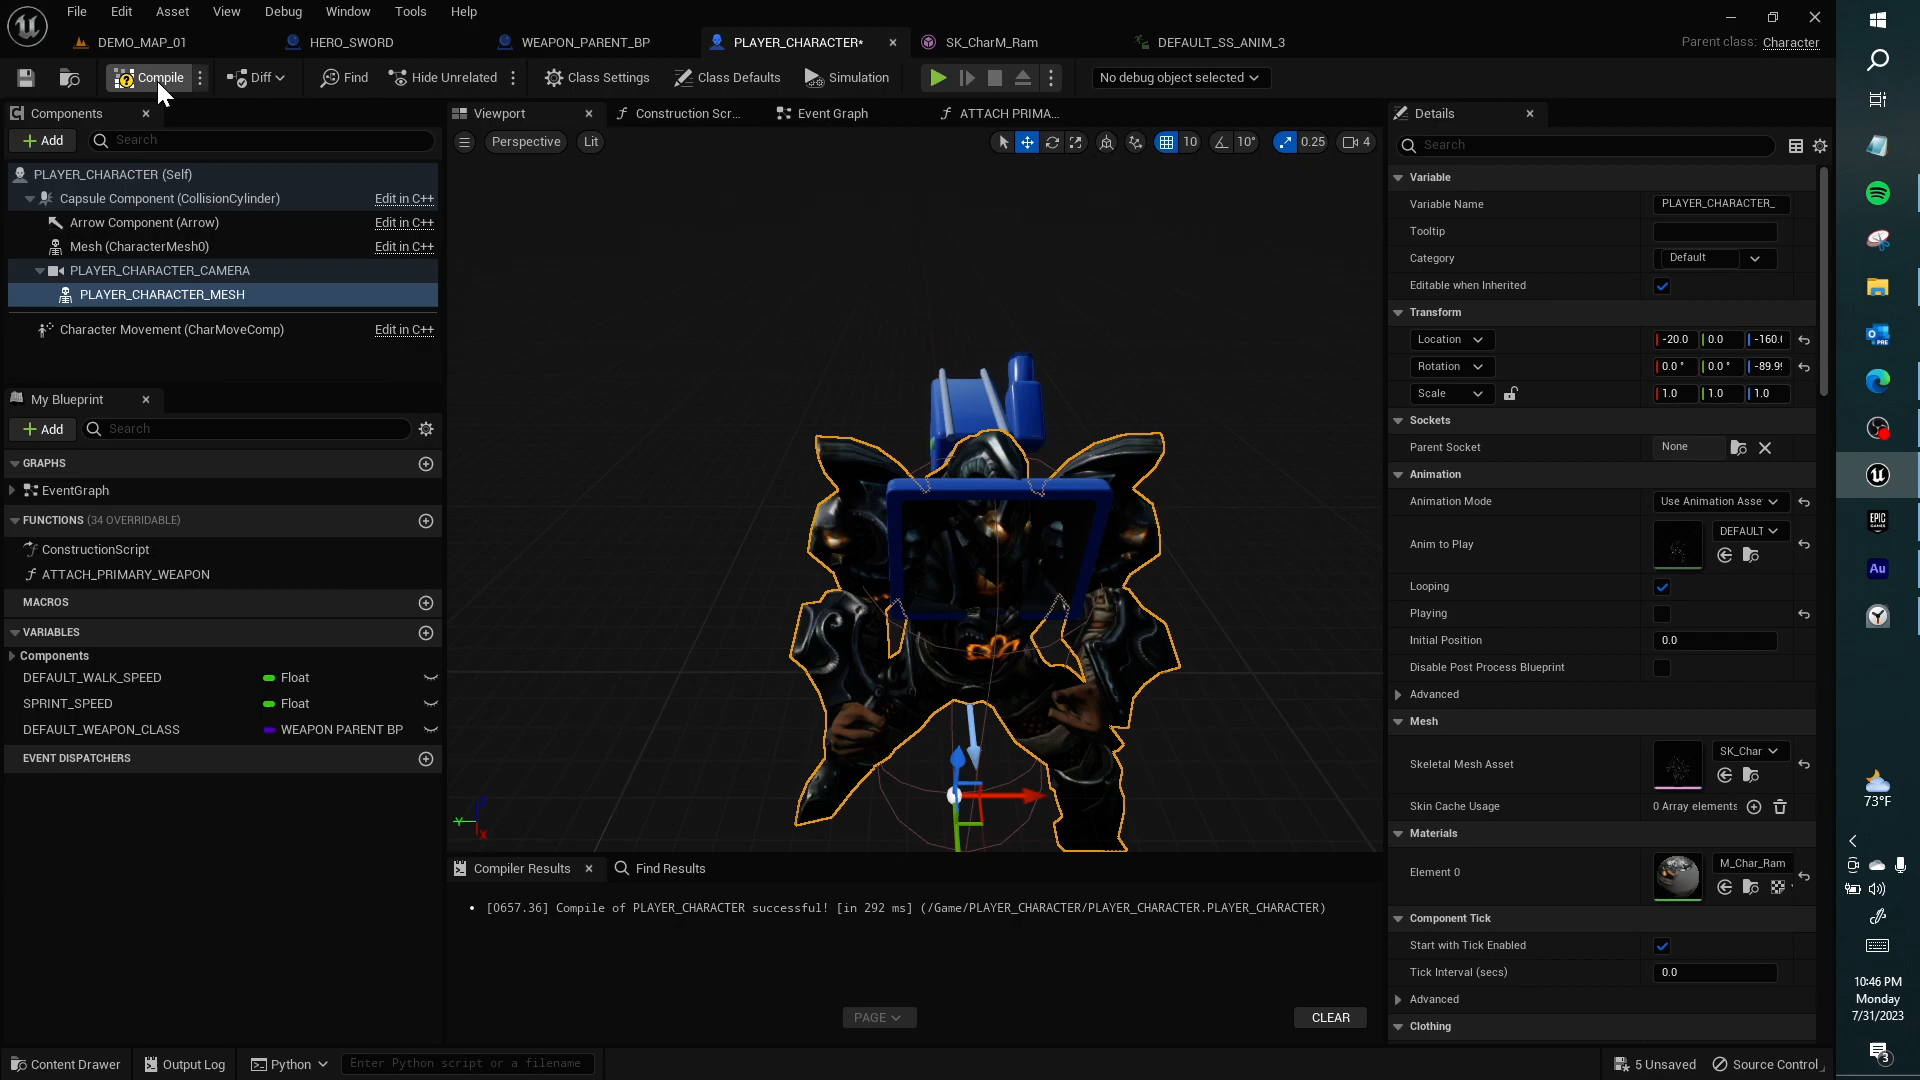 File Edit Asset View Debug Window Tools Help
DEMO_MAP_01 HERO_SWORD WEAPON_PARENT_BP PLAYER_CHARACTER* SK_CharM_Ram DEFAULT_SS_ANIM_3 Parent class: Character
Compile Diff Find Hide Unrelated Class Settings Class Defaults Simulation No debug object selected
Components
Add Search
PLAYER_CHARACTER (Self)
Capsule Component (CollisionCylinder) Edit in C++
Arrow Component (Arrow) Edit in C++
Mesh (CharacterMesh0) Edit in C++
PLAYER_CHARACTER_CAMERA
PLAYER_CHARACTER_MESH
Character Movement (CharMoveComp) Edit in C++
My Blueprint
Add Search
GRAPHS
EventGraph
FUNCTIONS (34 OVERRIDABLE)
ConstructionScript
ATTACH_PRIMARY_WEAPON
MACROS
VARIABLES
Components
DEFAULT_WALK_SPEED Float
SPRINT_SPEED Float
DEFAULT_WEAPON_CLASS WEAPON PARENT BP
EVENT DISPATCHERS
Viewport Construction Scr... Event Graph ATTACH PRIMA...
Perspective Lit 10 10° 0.25 4
Compiler Results Find Results
[0657.36] Compile of PLAYER_CHARACTER successful! [in 292 ms] (/Game/PLAYER_CHARACTER/PLAYER_CHARACTER.PLAYER_CHARACTER)
PAGE CLEAR
Details
Search
Variable
Variable Name PLAYER_CHARACTER_
Tooltip
Category Default
Editable when Inherited
Transform
Location -20.0 0.0 -160.(
Rotation 0.0 ° 0.0 ° -89.9
Scale 1.0 1.0 1.0
Sockets
Parent Socket None
Animation
Animation Mode Use Animation Asse
Anim to Play DEFAULT
Looping
Playing
Initial Position 0.0
Disable Post Process Blueprint
Advanced
Mesh
Skeletal Mesh Asset SK_Char
Skin Cache Usage 0 Array elements
Materials
Element 0 M_Char_Ram
Component Tick
Start with Tick Enabled
Tick Interval (secs) 0.0
Advanced
Clothing
Content Drawer Output Log Python Enter Python script or a filename 5 Unsaved Source Control
PRE
EPIC GAMES
Au
73°F
10:46 PM
Monday
7/31/2023
3